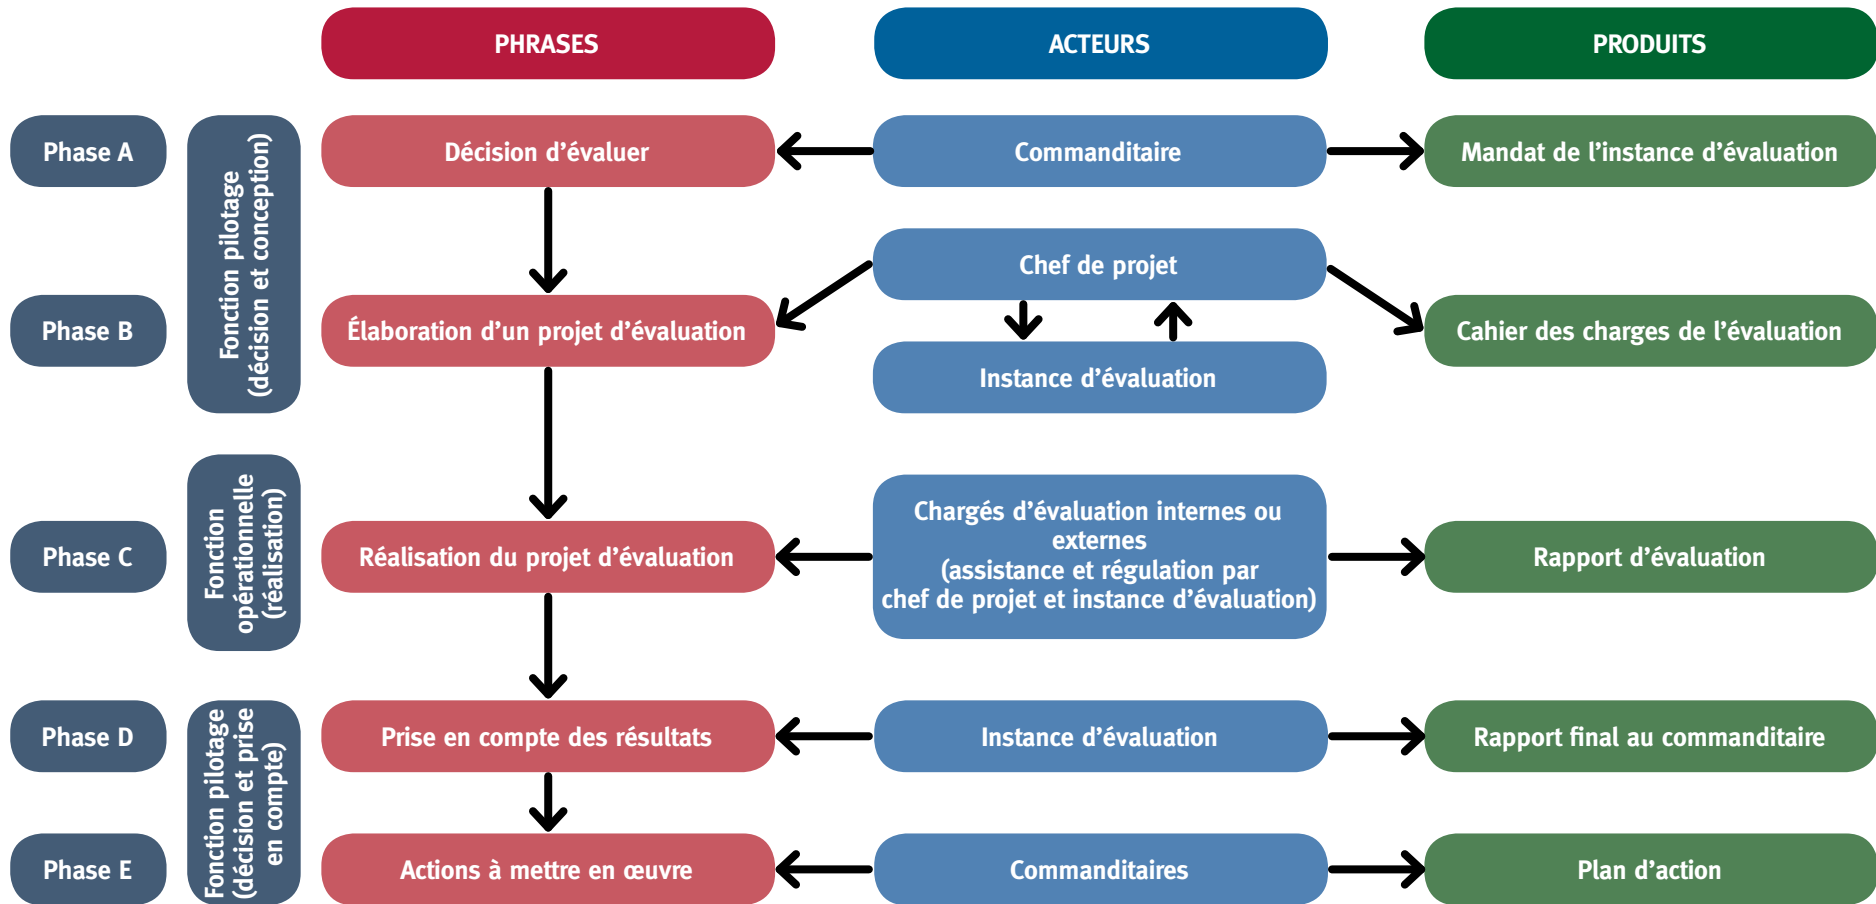 PHRASES
ACTEURS
PRODUITS
Phase A
Fonction pilotage
(décision et conception)
Décision d’évaluer
Commanditaire
Mandat de l’instance d’évaluation
Chef de projet
Phase B
Élaboration d’un projet d’évaluation
Cahier des charges de l’évaluation
Instance d’évaluation
Phase C
Fonction
opérationnelle
(réalisation)
Réalisation du projet d’évaluation
Chargés d’évaluation internes ou
externes
(assistance et régulation par
chef de projet et instance d’évaluation)
Rapport d’évaluation
Phase D
Fonction pilotage
(décision et prise
en compte)
Prise en compte des résultats
Instance d’évaluation
Rapport final au commanditaire
Phase E
Actions à mettre en œuvre
Commanditaires
Plan d’action